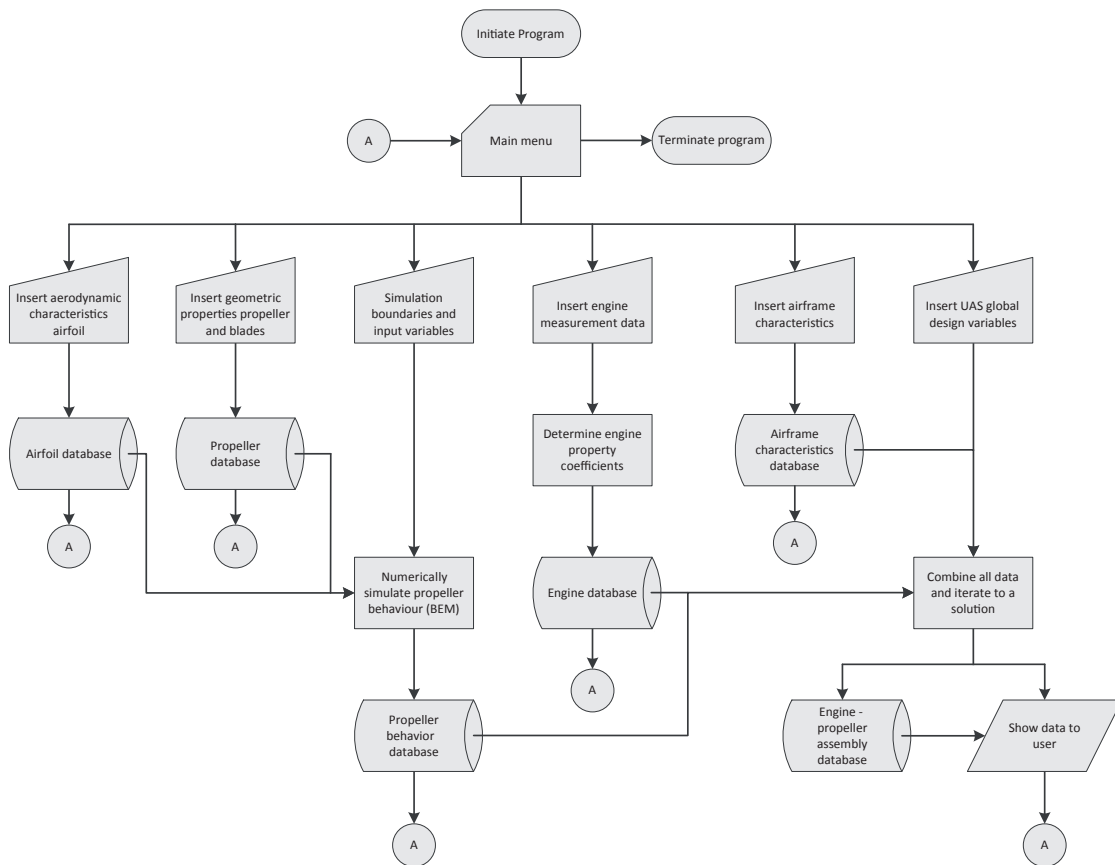 Initiate Program
A
Main menu
Terminate program
Insert aerodynamic
characteristics
airfoil
Insert geometric
properties propeller
and blades
Simulation
boundaries and
input variables
Insert engine
measurement data
Insert airframe
characteristics
Insert UAS global
design variables
Airfoil database
Propeller
database
Determine engine
property
coefficients
Airframe
characteristics
database
A
A
A
Numerically
simulate propeller
behaviour (BEM)
Engine database
Combine all data
and iterate to a
solution
A
Propeller
behavior
database
Engine -
propeller
assembly
database
Show data to
user
A
A